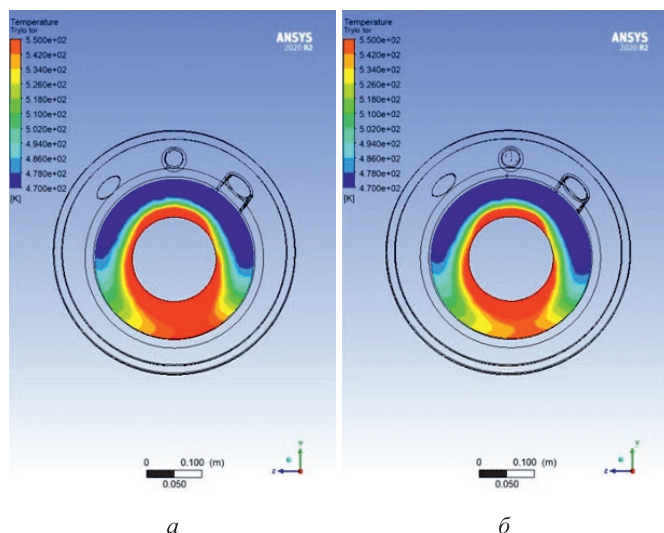 Temperature
Trylo tor
5.500e+02
5.420e+02
5.340e+02
5.260e+02
5.180e+02
5.100e+02
5.020e+02
4.940e+02
4.860e+02
4.780e+02
4.700e+02
[K]
ANSYS
2020 R2
0 0.100 (m)
0.050
Y
Z
а
Temperature
Trylo tor
5.500e+02
5.420e+02
5.340e+02
5.260e+02
5.180e+02
5.100e+02
5.020e+02
4.940e+02
4.860e+02
4.780e+02
4.700e+02
[K]
ANSYS
2020 R2
0 0.100 (m)
0.050
y
z
б